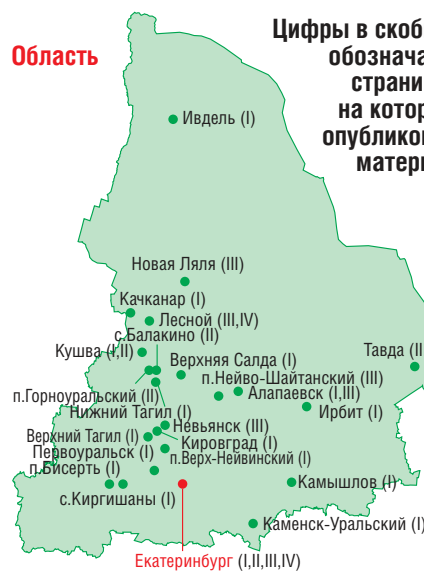 Область
Цифры в скоб
обознача
страни
на котор
опубликов
матери
Ивдель (I)
Новая Ляля (III)
Качканар (I)
Лесной (III,IV)
с.Балакино (II)
Кушва (I,II)
Верхняя Салда (I)
Тавда (II
п.Нейво-Шайтанский (III)
п.Горноуральский (II)
Алапаевск (I,III)
Нижний Тагил (I)
Ирбит (I)
Невьянск (III)
Верхний Тагил (I)
Кировград (I)
Первоуральск (I)
п.Верх-Нейвинский (I)
п.Бисерть (I)
Камышлов (I)
с.Киргишаны (I)
Каменск-Уральский (I)
Екатеринбург (I,II,III,IV)